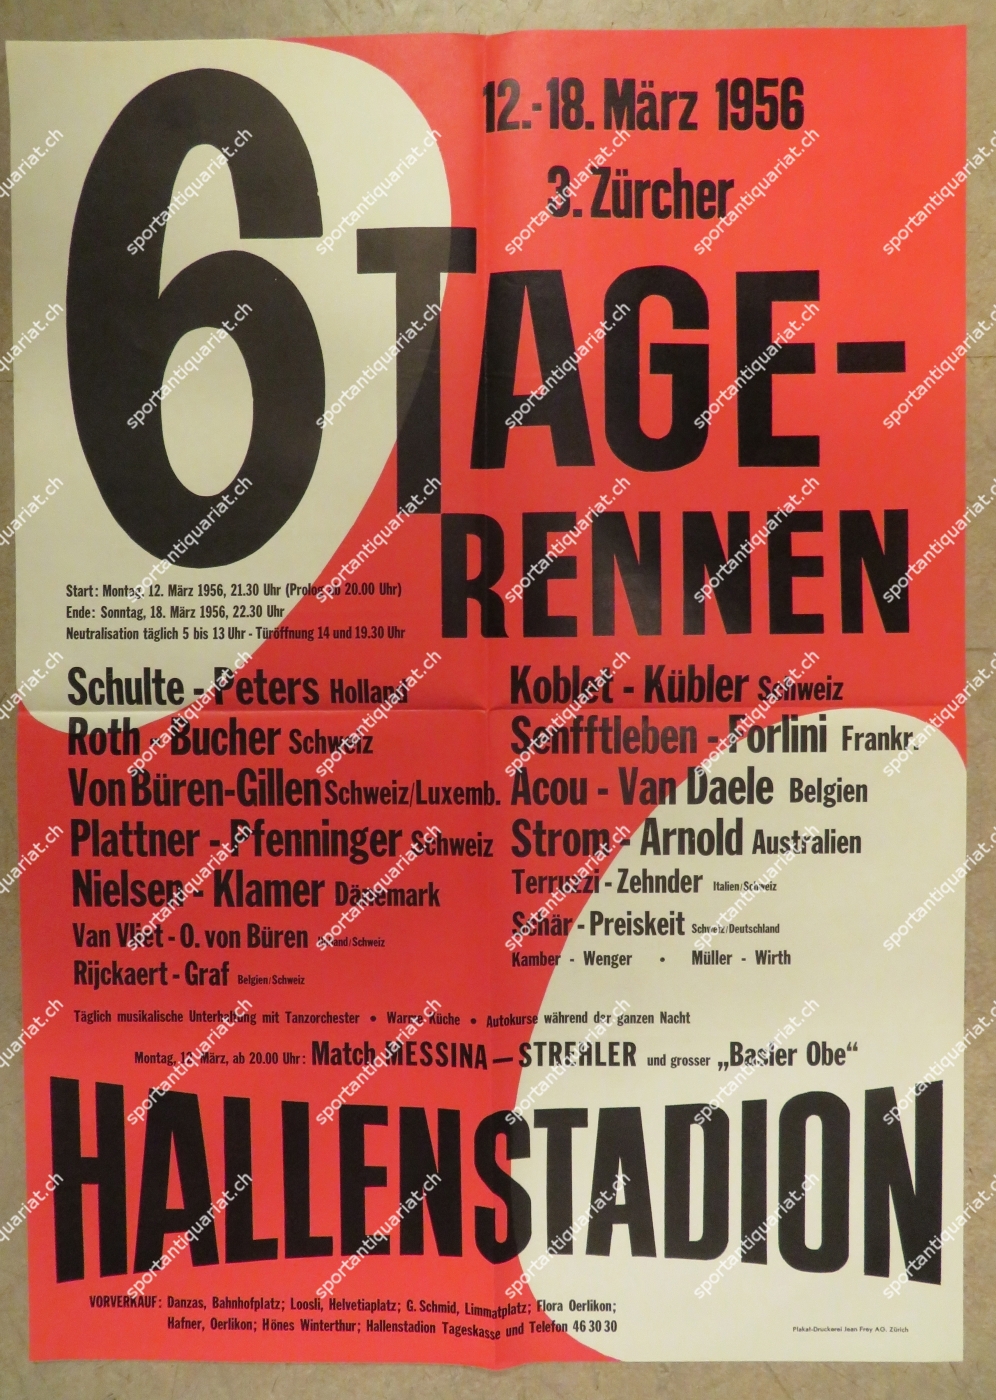 12.-18. März 1956
3. Zürcher
6 TAGE-
RENNEN
Start: Montag, 12. März 1956, 21.30 Uhr (Prolog ab 20.00 Uhr)
Ende: Sonntag, 18. März 1956, 22.30 Uhr
Neutralisation täglich 5 bis 13 Uhr - Türöffnung 14 und 19.30 Uhr
Schulte - Peters Holland
Roth - Bucher Schweiz
Von Büren-Gillen Schweiz/Luxemb.
Plattner - Pfenninger Schweiz
Nielsen - Klamer Dänemark
Van Vliet - O. von Büren Holland/Schweiz
Rijckaert - Graf Belgien/Schweiz
Koblet - Kübler Schweiz
Senfftleben - Forlini Frankr.
Acou - Van Daele Belgien
Strom - Arnold Australien
Terruzzi - Zehnder Italien/Schweiz
Schär - Preiskeit Schweiz/Deutschland
Kamber - Wenger • Müller - Wirth
Täglich musikalische Unterhaltung mit Tanzorchester • Warme Küche • Autokurse während der ganzen Nacht
Montag, 12. März, ab 20.00 Uhr: Match MESSINA — STREHLER und grosser „Basler Obe“
HALLENSTADION
VORVERKAUF: Danzas, Bahnhofplatz; Loosli, Helvetiaplatz; G. Schmid, Limmatplatz; Flora Oerlikon;
Hafner, Oerlikon; Hönes Winterthur; Hallenstadion Tageskasse und Telefon 46 30 30
Plakat-Druckerei Jean Frey AG. Zürich
sportantiquariat.ch